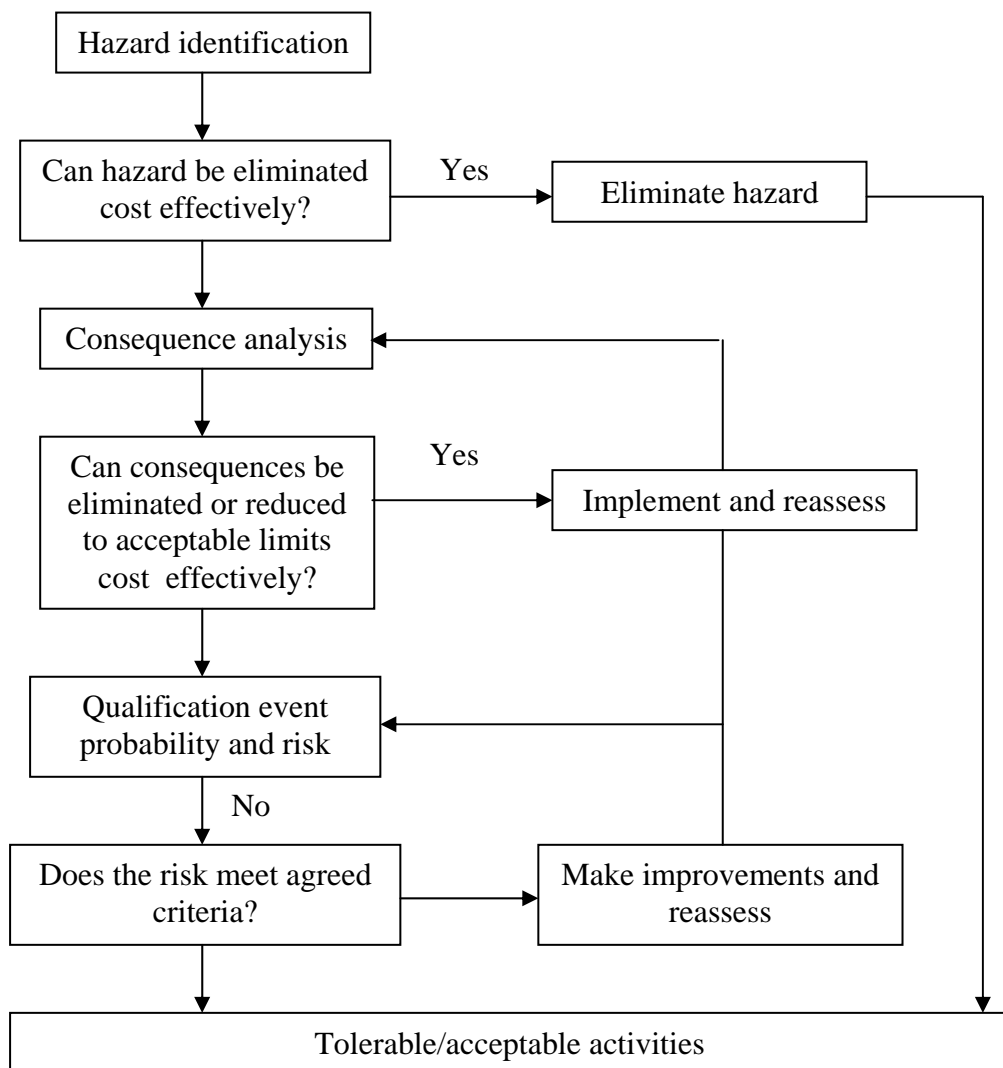 Hazard identification
Can hazard be eliminated
cost effectively?
Yes
Eliminate hazard
Consequence analysis
Can consequences be
eliminated or reduced
to acceptable limits
cost effectively?
Yes
Implement and reassess
Qualification event
probability and risk
No
Does the risk meet agreed
criteria?
Make improvements and
reassess
Tolerable/acceptable activities